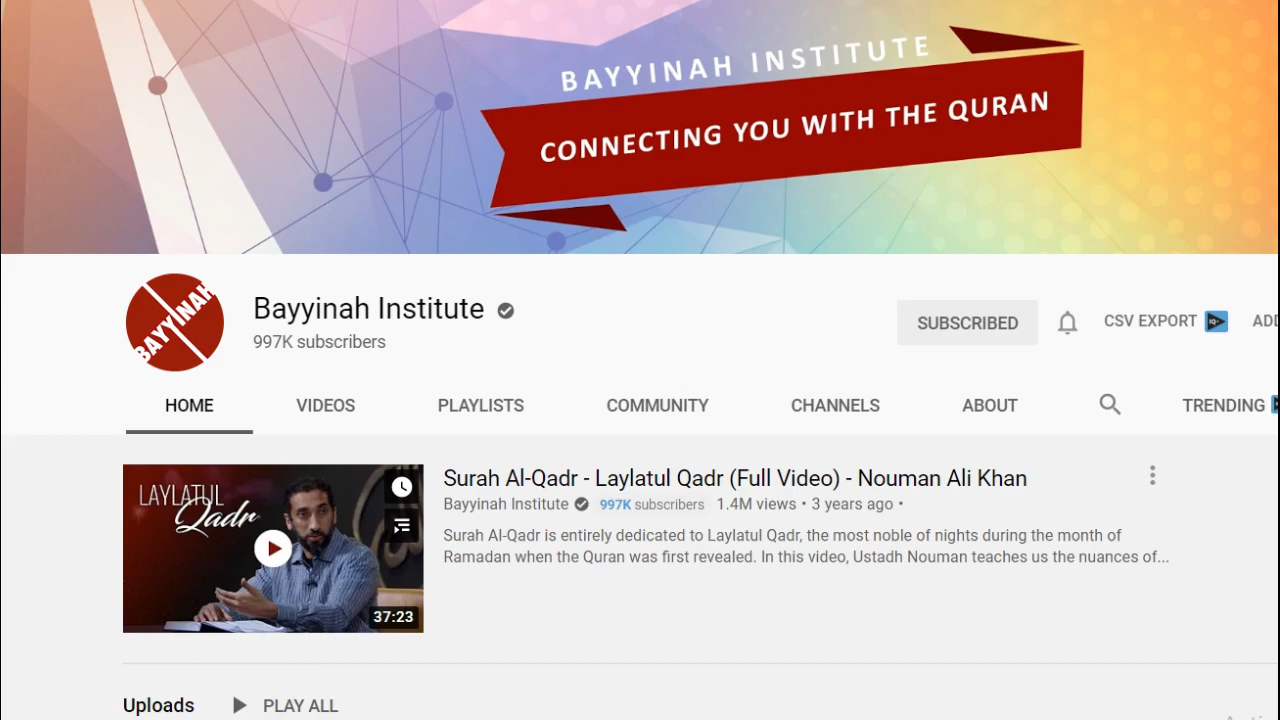 BAYYINAH INSTITUTE
CONNECTING YOU WITH THE QURAN
BAYYINAH
Bayyinah Institute
997K subscribers
SUBSCRIBED
CSV EXPORT
HOME VIDEOS PLAYLISTS COMMUNITY CHANNELS ABOUT TRENDING
LAYLATUL
Qadr
37:23
Surah Al-Qadr - Laylatul Qadr (Full Video) - Nouman Ali Khan
Bayyinah Institute 997K subscribers 1.4M views • 3 years ago •
Surah Al-Qadr is entirely dedicated to Laylatul Qadr, the most noble of nights during the month of
Ramadan when the Quran was first revealed. In this video, Ustadh Nouman teaches us the nuances of...
Uploads PLAY ALL